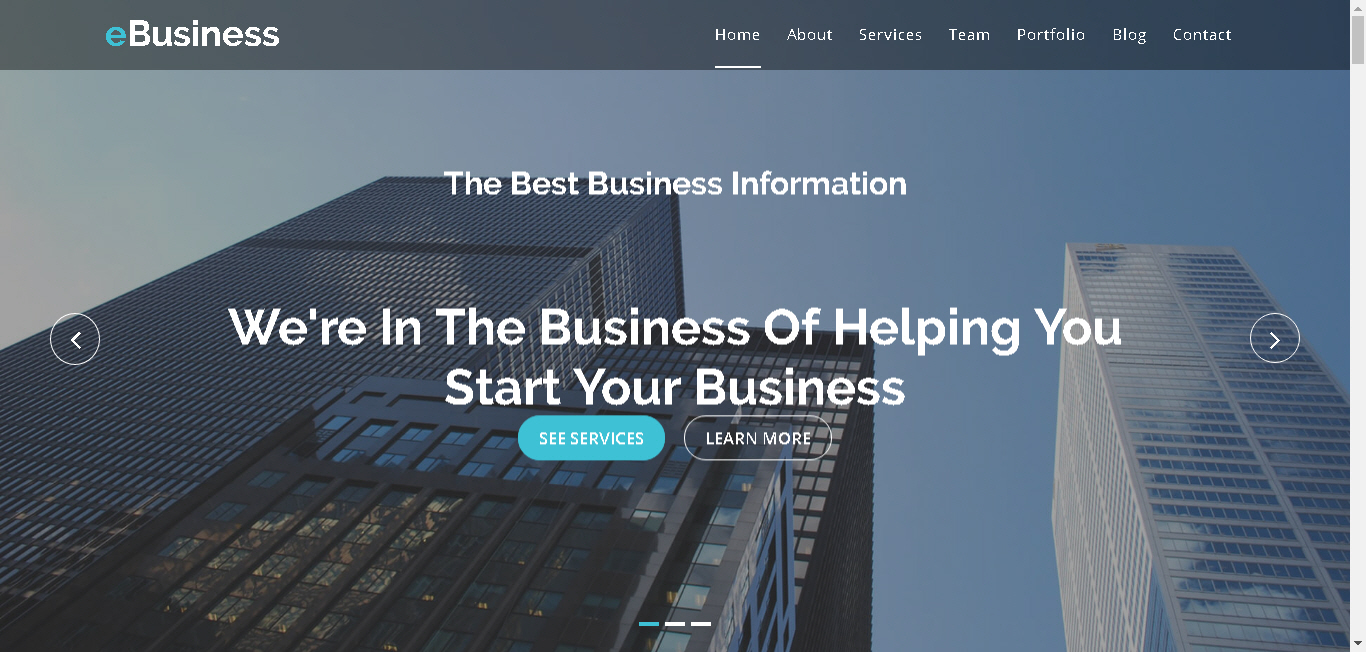 eBusiness
Home About Services Team Portfolio Blog Contact
The Best Business Information
We're In The Business Of Helping You
Start Your Business
SEE SERVICES LEARN MORE